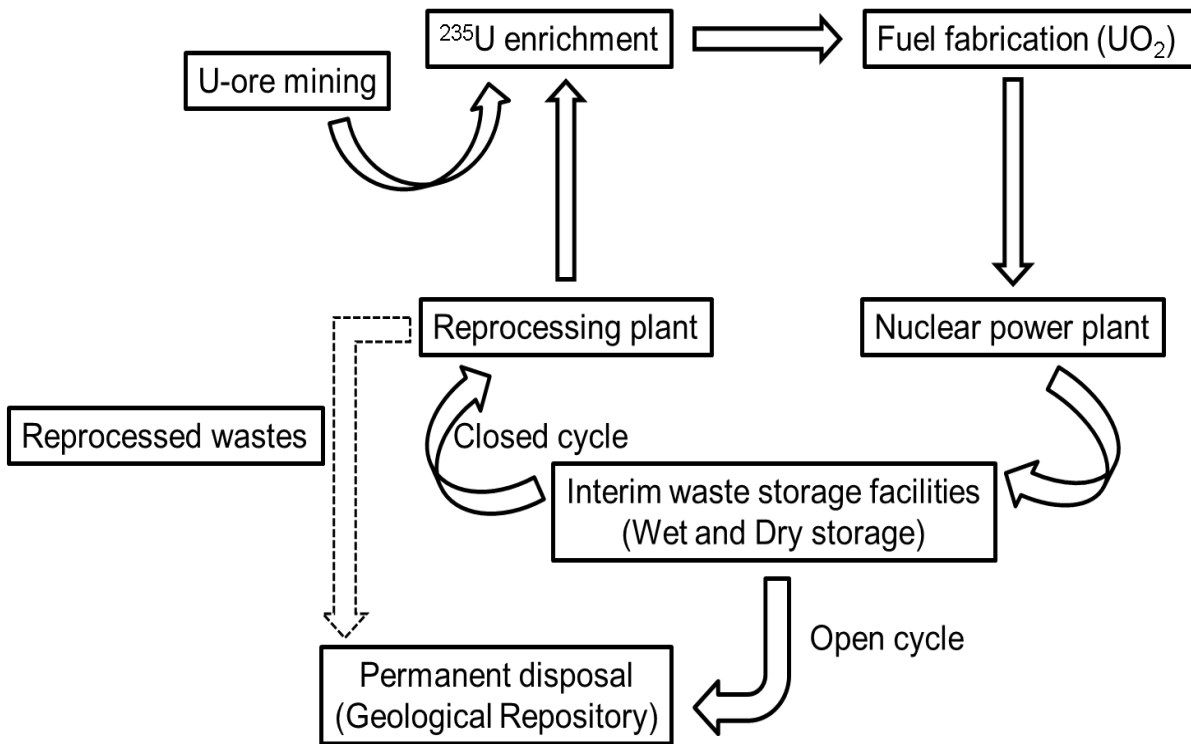 ²³⁵U enrichment
Fuel fabrication (UO₂)
U-ore mining
Reprocessing plant
Nuclear power plant
Reprocessed wastes
Closed cycle
Interim waste storage facilities
(Wet and Dry storage)
Open cycle
Permanent disposal
(Geological Repository)